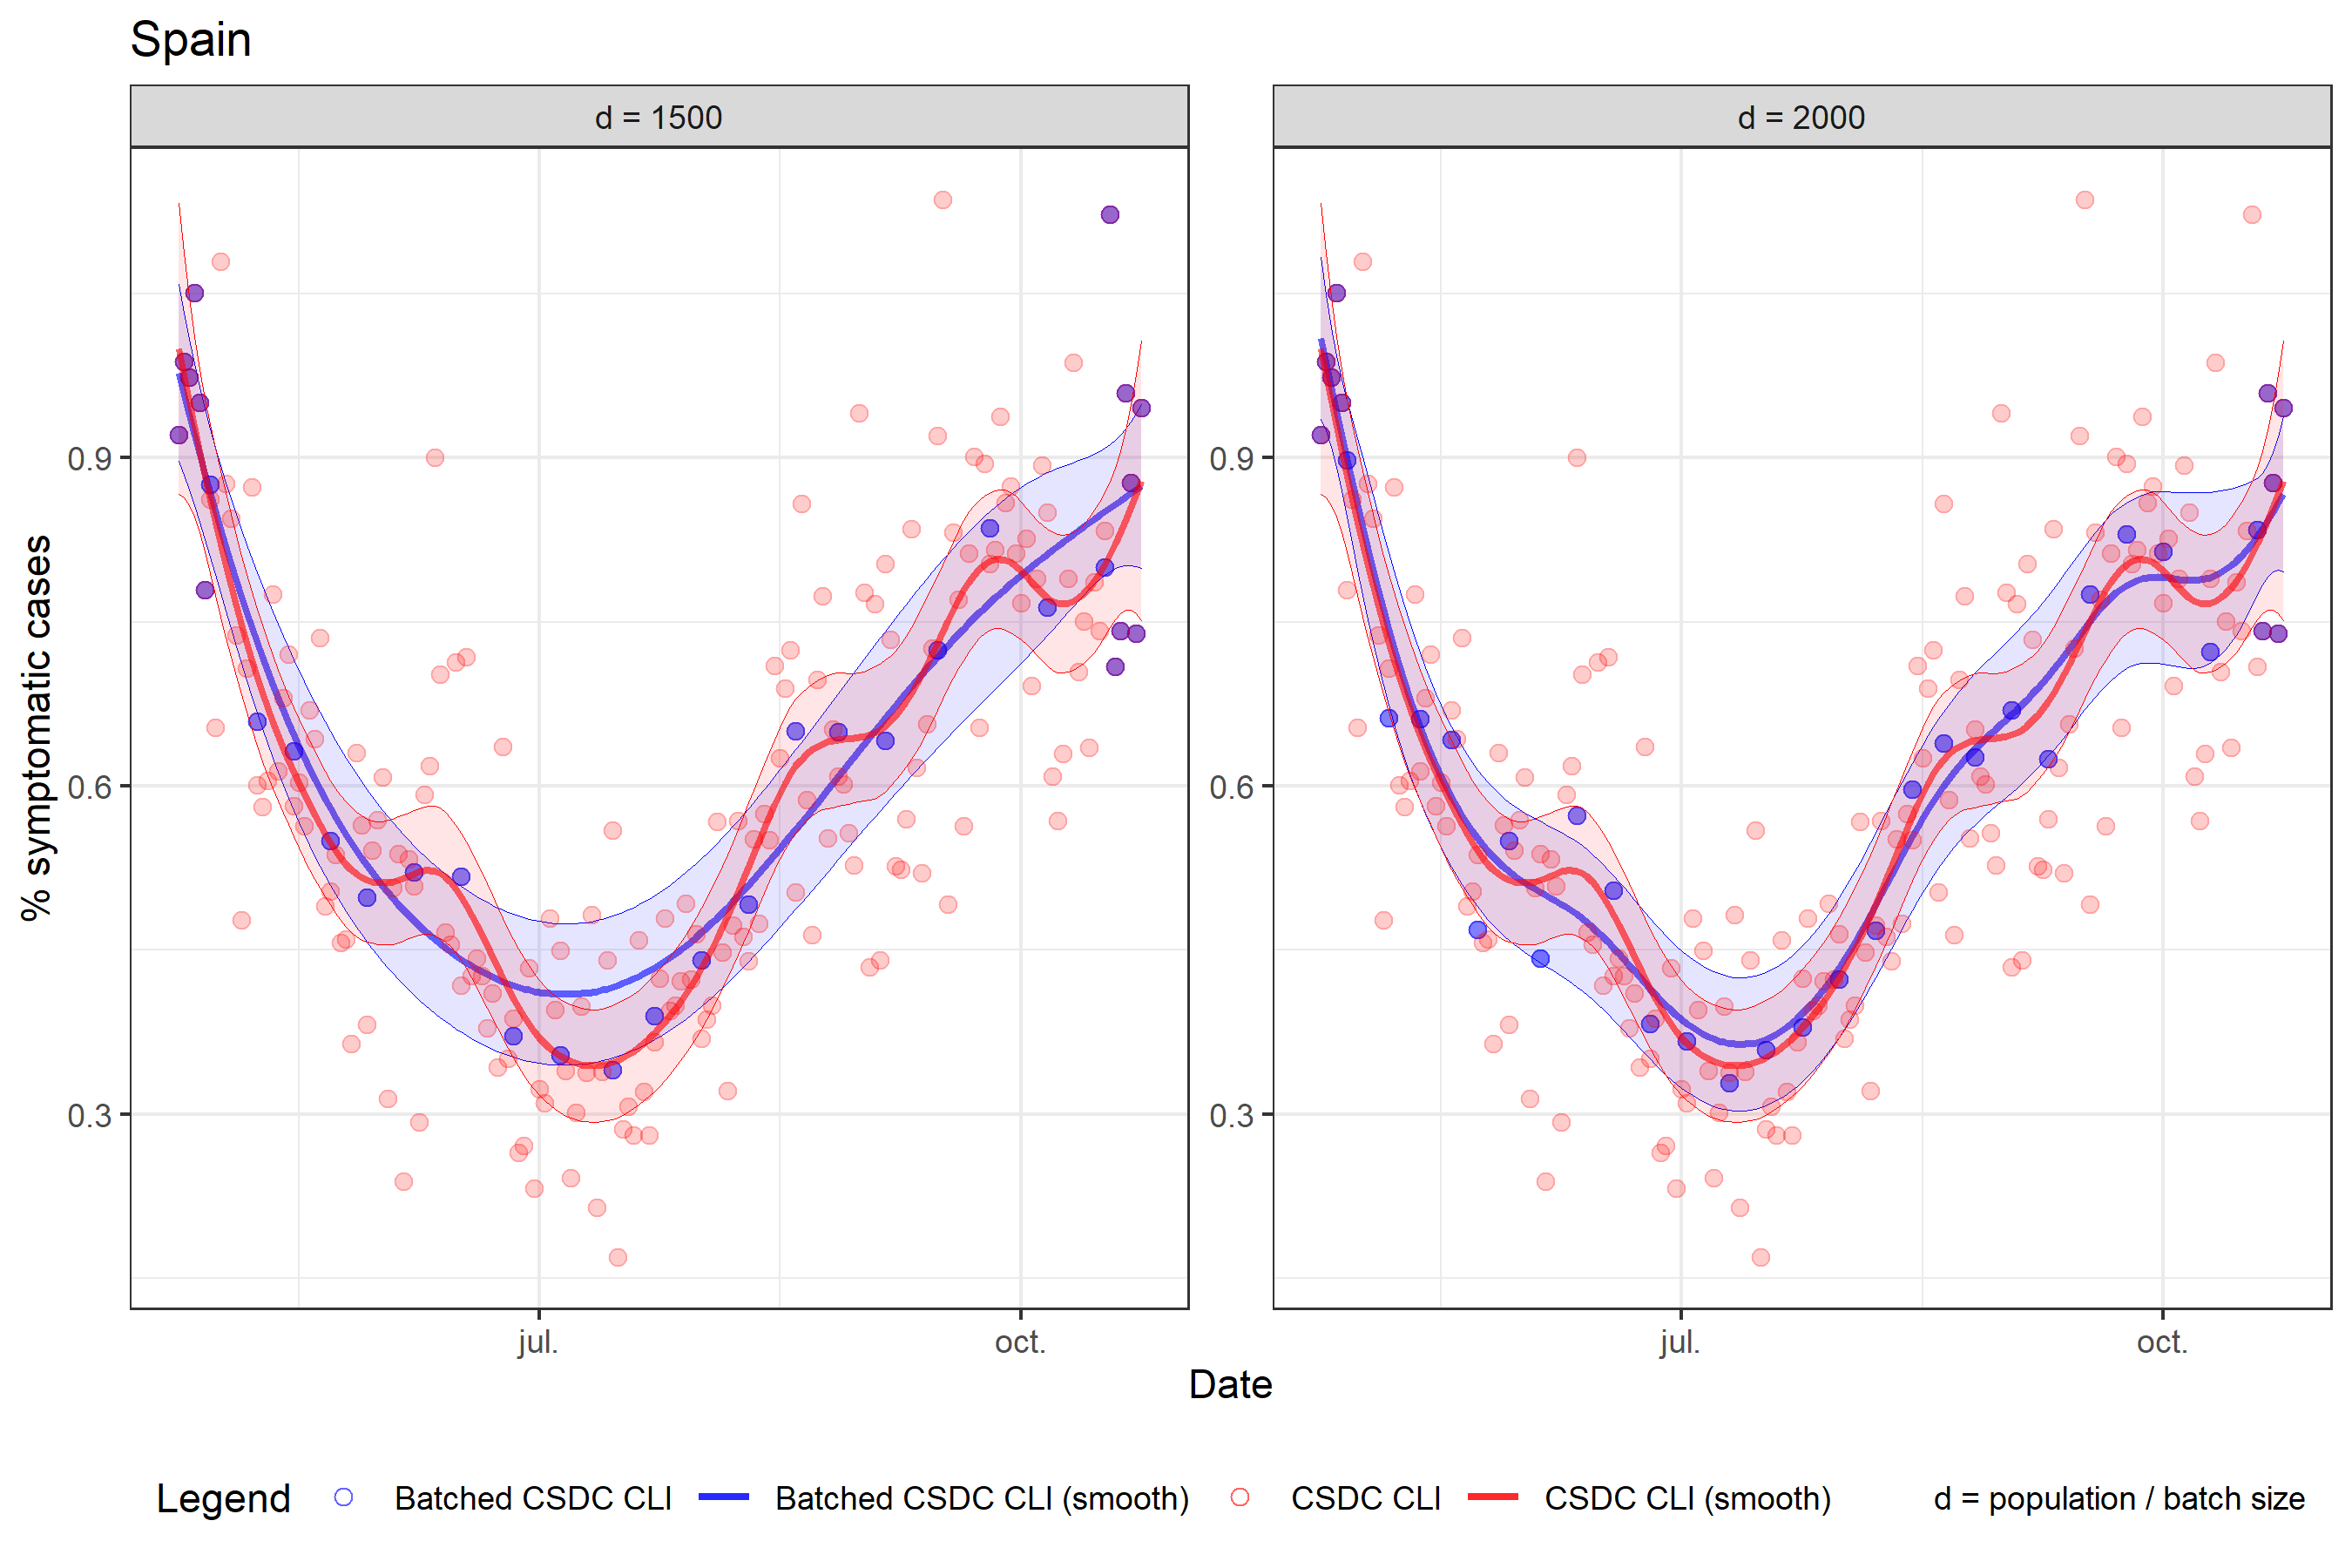 Spain
d = 1500
d = 2000
% symptomatic cases
0.9
0.6
0.3
0.9
0.6
0.3
jul.
oct.
jul.
oct.
Date
Legend
Batched CSDC CLI
Batched CSDC CLI (smooth)
CSDC CLI
CSDC CLI (smooth)
d = population / batch size